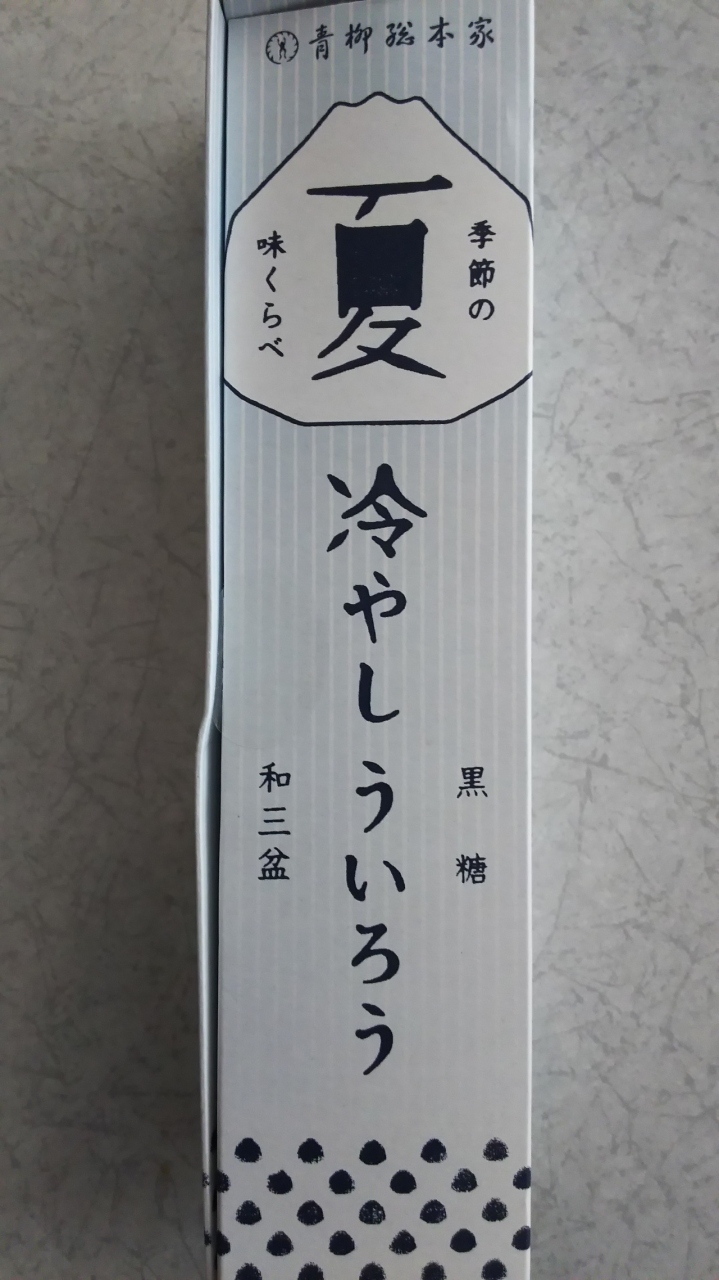 青柳総本家
季節の
夏
味くらべ
冷やしういろう
黒糖
和三盆